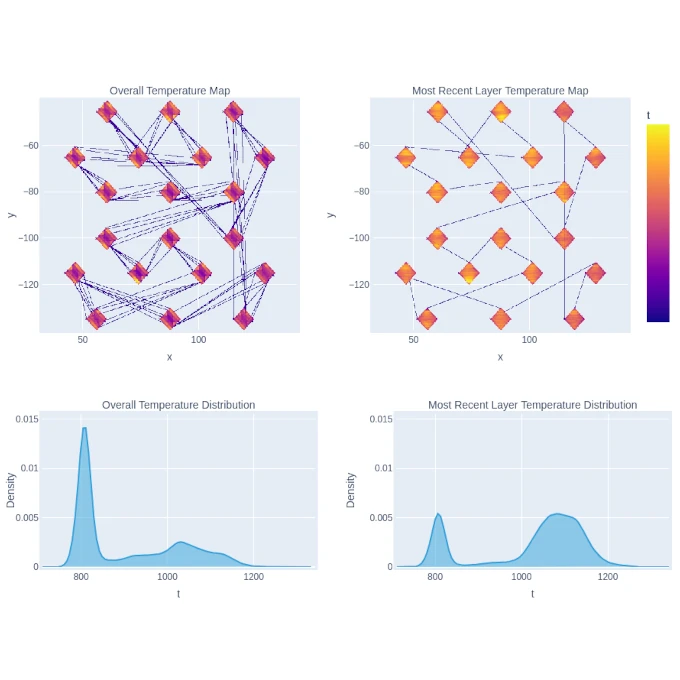 Overall Temperature Map
Most Recent Layer Temperature Map
t
−60
−80
−100
−120
y
50
100
x
−60
−80
−100
−120
y
50
100
x
Overall Temperature Distribution
Most Recent Layer Temperature Distribution
0.015
0.01
0.005
0
Density
800
1000
1200
t
0.015
0.01
0.005
0
Density
800
1000
1200
t